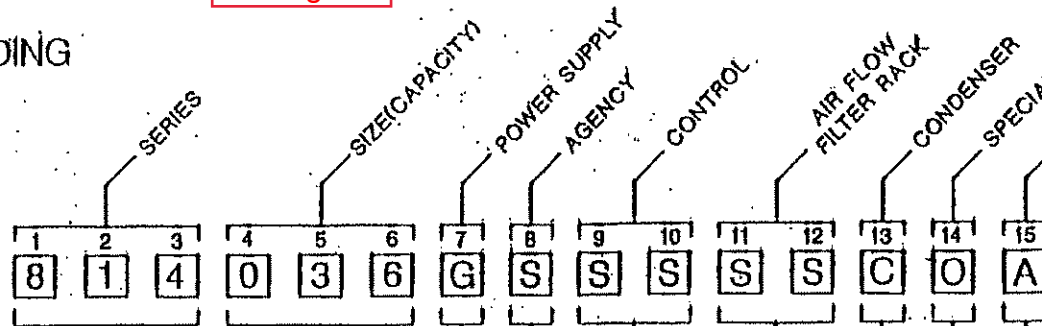 DING
SERIES
SIZE(CAPACITY)
POWER SUPPLY
AGENCY
CONTROL
AIR FLOW
FILTER RACK
CONDENSER
SPECIA
1 2 3 4 5 6 7 8 9 10 11 12 13 14 15
8 1 4 0 3 6 G S S S S S C O A